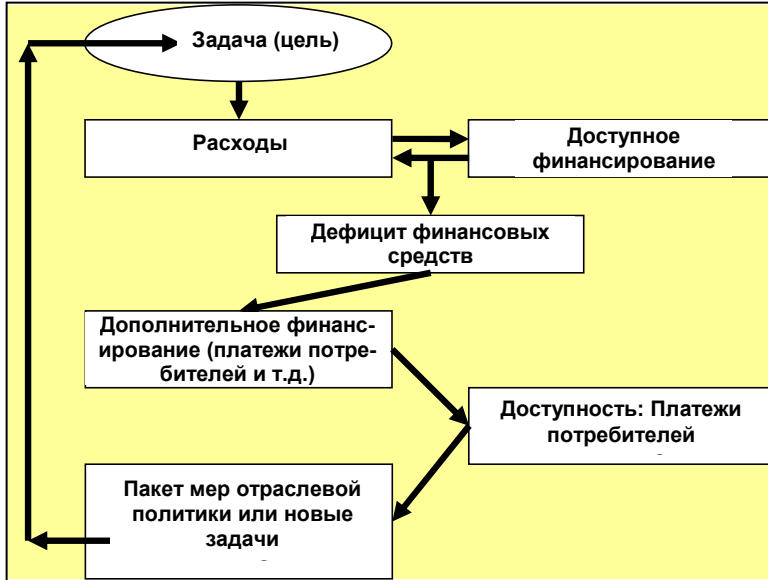 Задача (цель)
Расходы
Доступное
финансирование
Дефицит финансовых
средств
Дополнительное финанс-
ирование (платежи потре-
бителей и т.д.)
Доступность: Платежи
потребителей
Пакет мер отраслевой
политики или новые
задачи